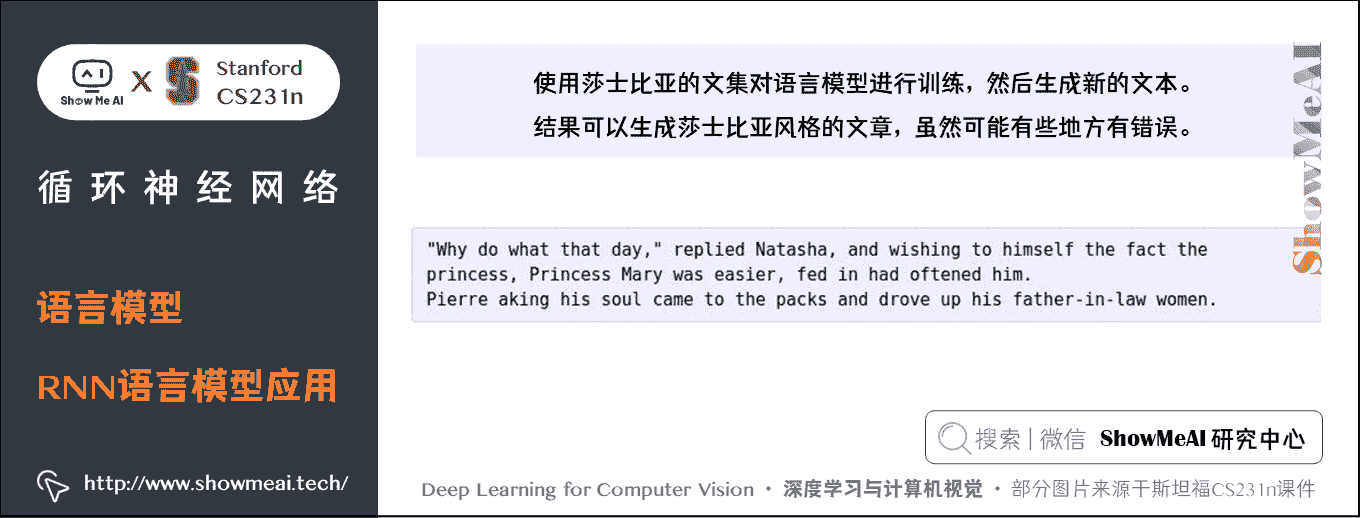 Show Me AI
X
Stanford
CS231n
循环神经网络
语言模型
RNN语言模型应用
http://www.showmeai.tech/
使用莎士比亚的文集对语言模型进行训练，然后生成新的文本。
结果可以生成莎士比亚风格的文章，虽然可能有些地方有错误。
ShowMeAI
"Why do what that day," replied Natasha, and wishing to himself the fact the
princess, Princess Mary was easier, fed in had oftened him.
Pierre aking his soul came to the packs and drove up his father-in-law women.
搜索 | 微信 ShowMeAI 研究中心
Deep Learning for Computer Vision · 深度学习与计算机视觉 · 部分图片来源于斯坦福CS231n课件